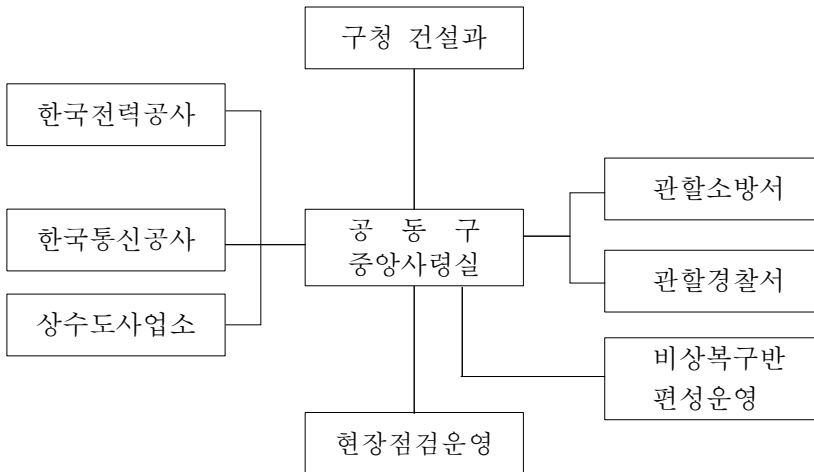 구청 건설과
한국전력공사
관할소방서
한국통신공사
공 동 구
중앙사령실
관할경찰서
상수도사업소
비상복구반
편성운영
현장점검운영